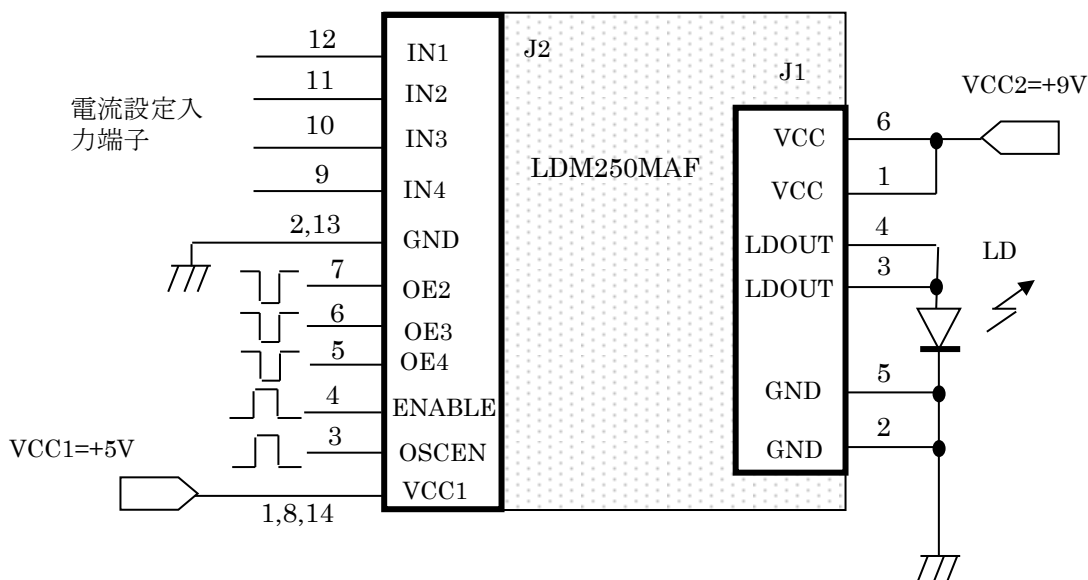 電流設定入
力端子
12
11
10
9
2,13
7
6
5
4
3
1,8,14
VCC1=+5V
IN1
IN2
IN3
IN4
GND
OE2
OE3
OE4
ENABLE
OSCEN
VCC1
J2
LDM250MAF
J1
VCC
VCC
LDOUT
LDOUT
GND
GND
6
1
4
3
5
2
VCC2=+9V
LD